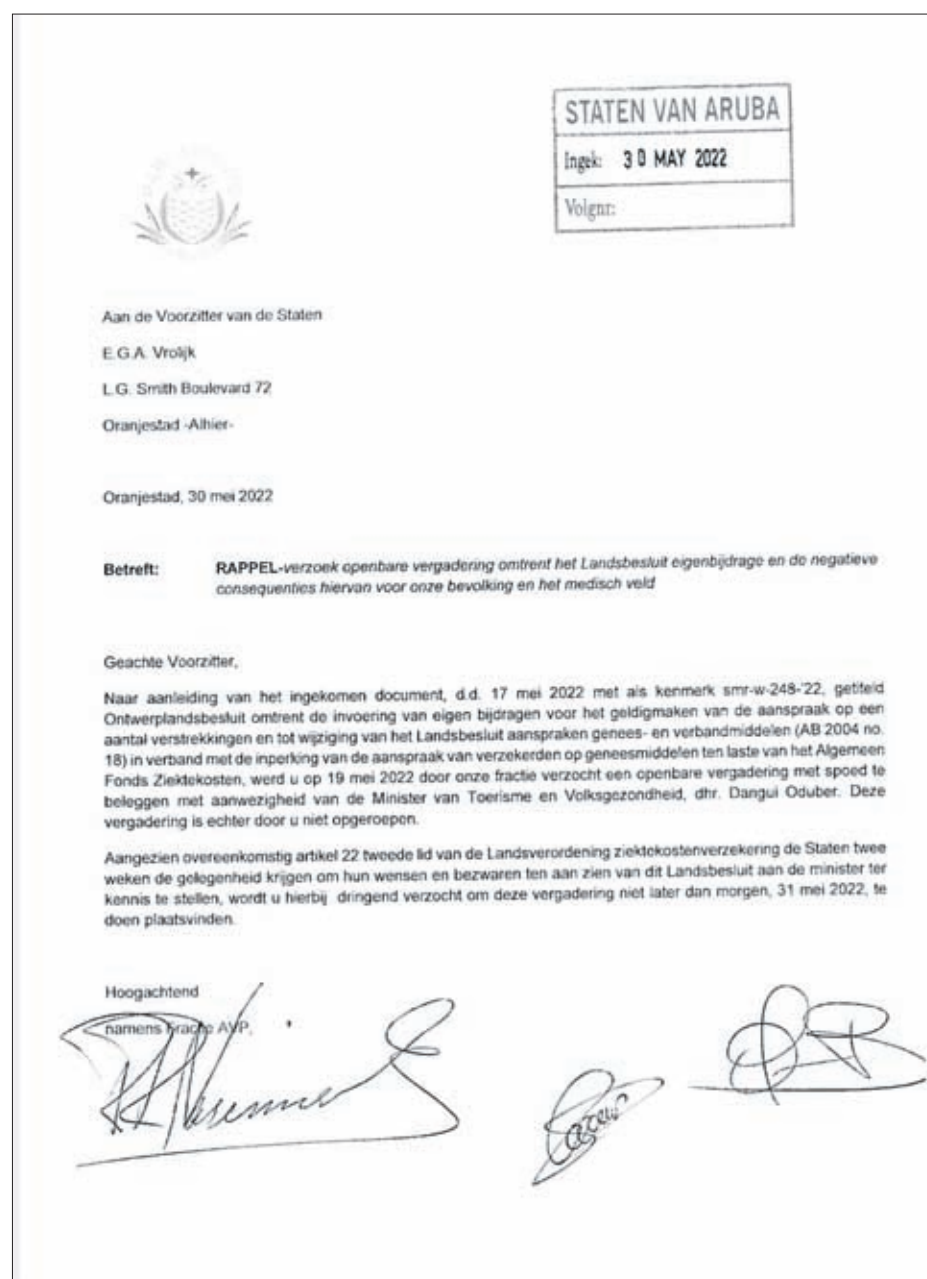 STATEN VAN ARUBA
Ingek: 30 MAY 2022
Volgnr:
Aan de Voorzitter van de Staten
E.G.A. Vrolijk
L.G. Smith Boulevard 72
Oranjestad -Alhier-
Oranjestad, 30 mei 2022
Betreft: RAPPEL-verzoek openbare vergadering omtrent het Landsbesluit eigenbijdrage en de negatieve
consequenties hiervan voor onze bevolking en het medisch veld
Geachte Voorzitter,
Naar aanleiding van het ingekomen document, d.d. 17 mei 2022 met als kenmerk smr-w-248-'22, getiteld
Ontwerplandsbesluit omtrent de invoering van eigen bijdragen voor het geldigmaken van de aanspraak op een
aantal verstrekkingen en tot wijziging van het Landsbesluit aanspraken genees- en verbandmiddelen (AB 2004 no.
18) in verband met de inperking van de aanspraak van verzekerden op geneesmiddelen ten laste van het Algemeen
Fonds Ziektekosten, werd u op 19 mei 2022 door onze fractie verzocht een openbare vergadering met spoed te
beleggen met aanwezigheid van de Minister van Toerisme en Volksgezondheid, dhr. Dangui Oduber. Deze
vergadering is echter door u niet opgeroepen.
Aangezien overeenkomstig artikel 22 tweede lid van de Landsverordening ziektekostenverzekering de Staten twee
weken de gelegenheid krijgen om hun wensen en bezwaren ten aan zien van dit Landsbesluit aan de minister ter
kennis te stellen, wordt u hierbij dringend verzocht om deze vergadering niet later dan morgen, 31 mei 2022, te
doen plaatsvinden.
Hoogachtend
namens fractie AVP,